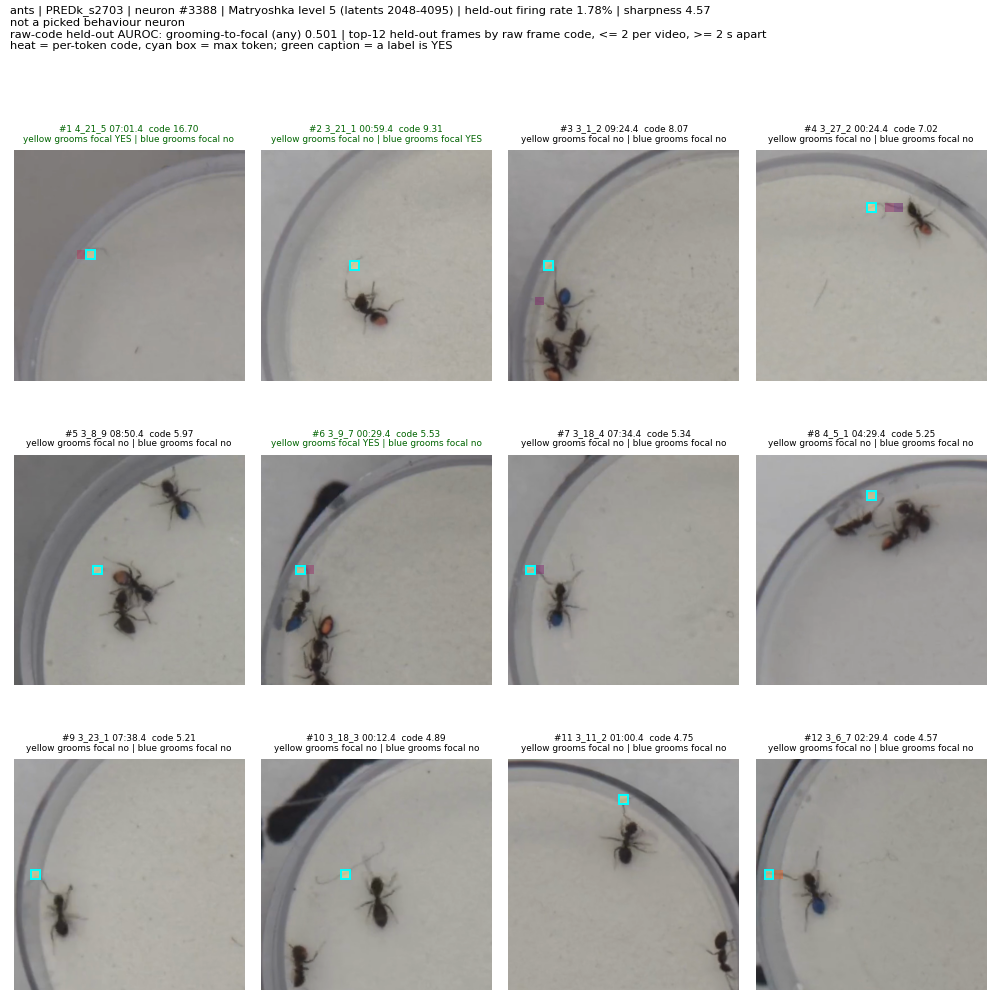 ants | PREDk_s2703 | neuron #3388 | Matryoshka level 5 (latents 2048-4095) | held-out firing rate 1.78% | sharpness 4.57
not a picked behaviour neuron
raw-code held-out AUROC: grooming-to-focal (any) 0.501 | top-12 held-out frames by raw frame code, <= 2 per video, >= 2 s apart
heat = per-token code, cyan box = max token; green caption = a label is YES
#1 4_21_5 07:01.4 code 16.70
yellow grooms focal YES | blue grooms focal no
#2 3_21_1 00:59.4 code 9.31
yellow grooms focal no | blue grooms focal YES
#3 3_1_2 09:24.4 code 8.07
yellow grooms focal no | blue grooms focal no
#4 3_27_2 00:24.4 code 7.02
yellow grooms focal no | blue grooms focal no
#5 3_8_9 08:50.4 code 5.97
yellow grooms focal no | blue grooms focal no
#6 3_9_7 00:29.4 code 5.53
yellow grooms focal YES | blue grooms focal no
#7 3_18_4 07:34.4 code 5.34
yellow grooms focal no | blue grooms focal no
#8 4_5_1 04:29.4 code 5.25
yellow grooms focal no | blue grooms focal no
#9 3_23_1 07:38.4 code 5.21
yellow grooms focal no | blue grooms focal no
#10 3_18_3 00:12.4 code 4.89
yellow grooms focal no | blue grooms focal no
#11 3_11_2 01:00.4 code 4.75
yellow grooms focal no | blue grooms focal no
#12 3_6_7 02:29.4 code 4.57
yellow grooms focal no | blue grooms focal no